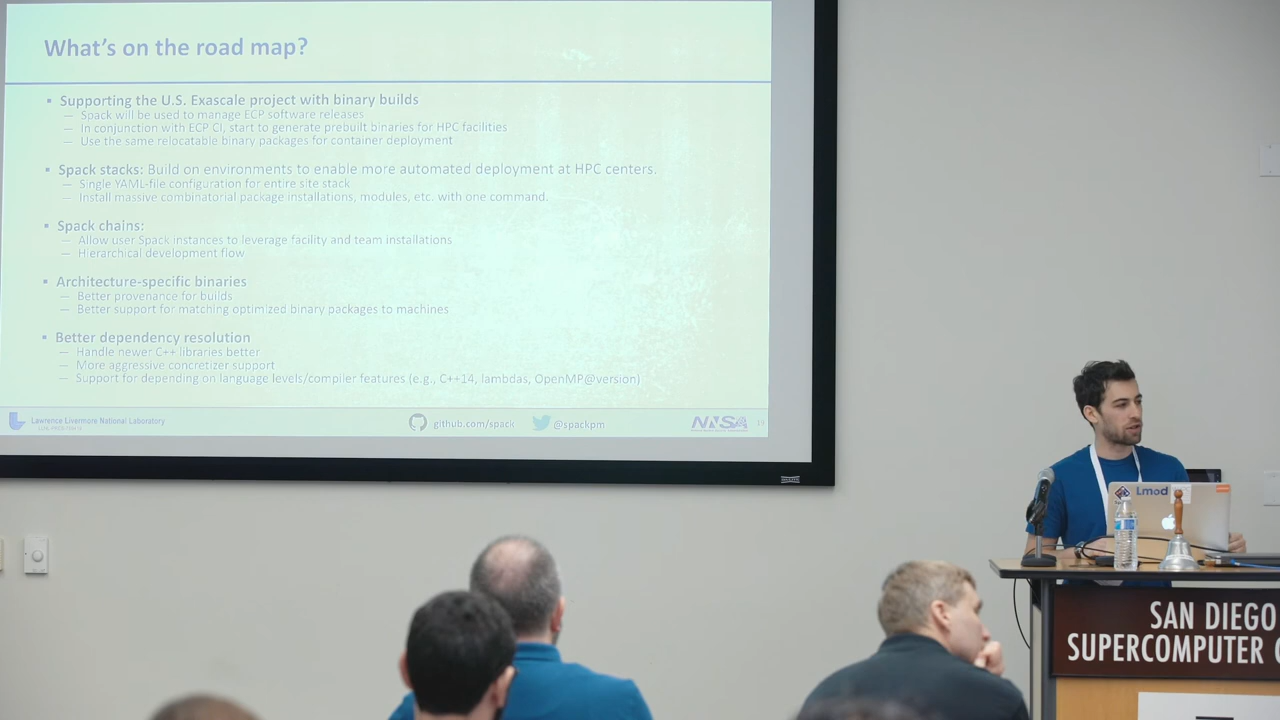 What's on the road map?
▪ Supporting the U.S. Exascale project with binary builds
— Spack will be used to manage ECP software releases
— In conjunction with ECP CI, start to generate prebuilt binaries for HPC facilities
— Use the same relocatable binary packages for container deployment
▪ Spack stacks: Build on environments to enable more automated deployment at HPC centers.
— Single YAML-file configuration for entire site stack
— Install massive combinatorial package installations, modules, etc. with one command.
▪ Spack chains:
— Allow user Spack instances to leverage facility and team installations
— Hierarchical development flow
▪ Architecture-specific binaries
— Better provenance for builds
— Better support for matching optimized binary packages to machines
▪ Better dependency resolution
— Handle newer C++ libraries better
— More aggressive concretizer support
— Support for depending on language levels/compiler features (e.g., C++14, lambdas, OpenMP@version)
Lawrence Livermore National Laboratory
github.com/spack
@spackpm
NNSA
19
Lmod
SAN DIEGO
SUPERCOMPUTER